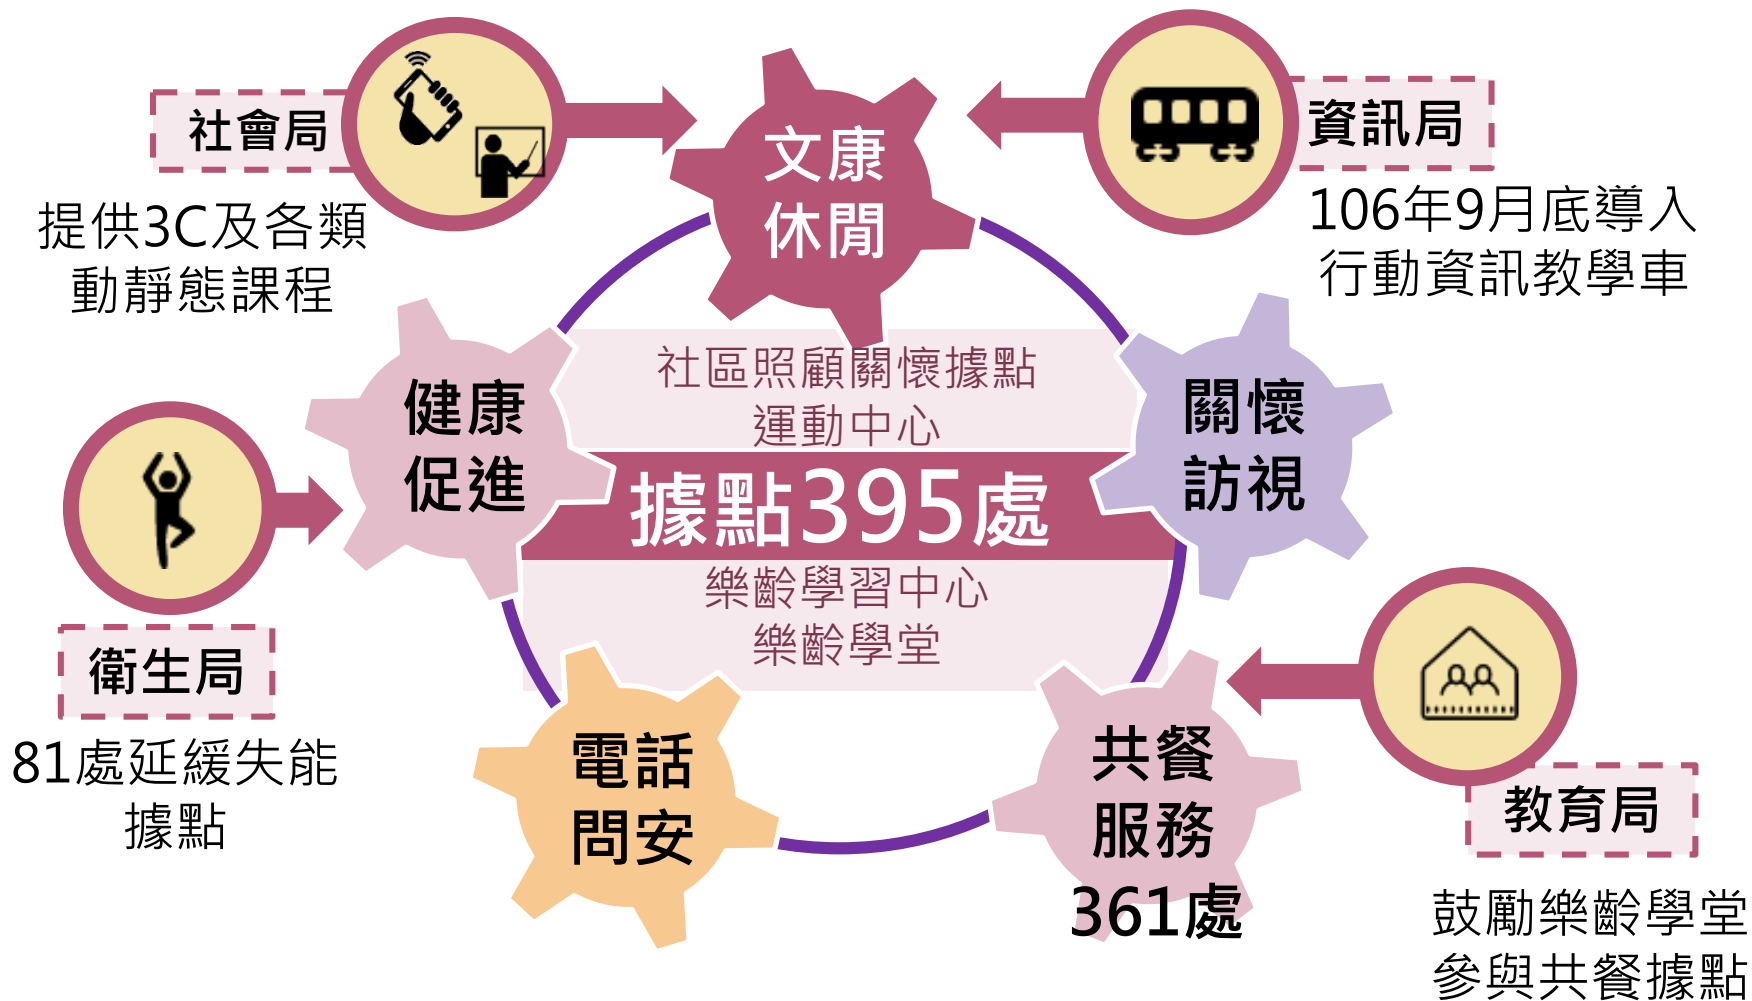 社會局
提供3C及各類
動靜態課程
文康
休閒
資訊局
106年9月底導入
行動資訊教學車
健康
促進
社區照顧關懷據點
運動中心
據點395處
樂齡學習中心
樂齡學堂
關懷
訪視
衛生局
81處延緩失能
據點
電話
問安
共餐
服務
361處
教育局
鼓勵樂齡學堂
參與共餐據點